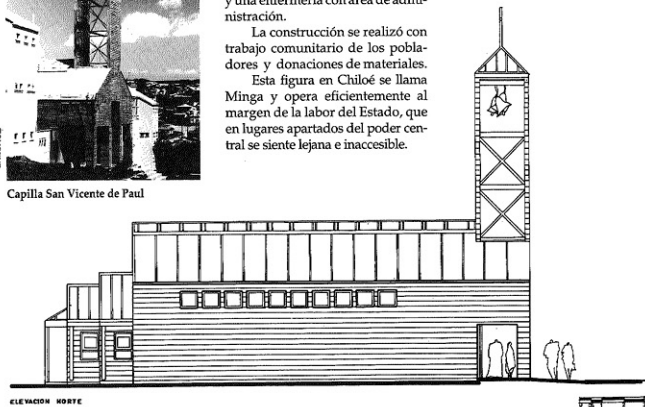 y una enfermería con área de admi-
nistración.
La construcción se realizó con
trabajo comunitario de los pobla-
dores y donaciones de materiales.
Esta figura en Chiloé se llama
Minga y opera eficientemente al
margen de la labor del Estado, que
en lugares apartados del poder cen-
tral se siente lejana e inaccesible.
Capilla San Vicente de Paul
ELEVACION NORTE